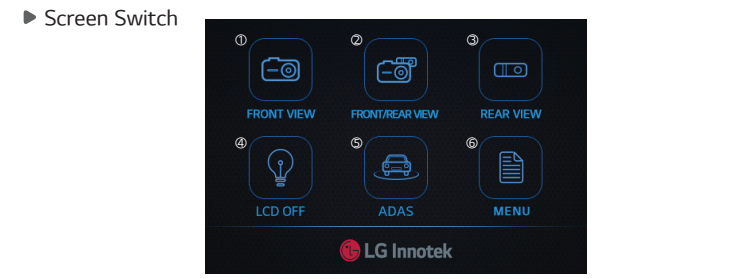 ▶ Screen Switch
① ② ③
FRONT VIEW FRONT/REAR VIEW REAR VIEW
④ ⑤ ⑥
LCD OFF ADAS MENU
LG Innotek